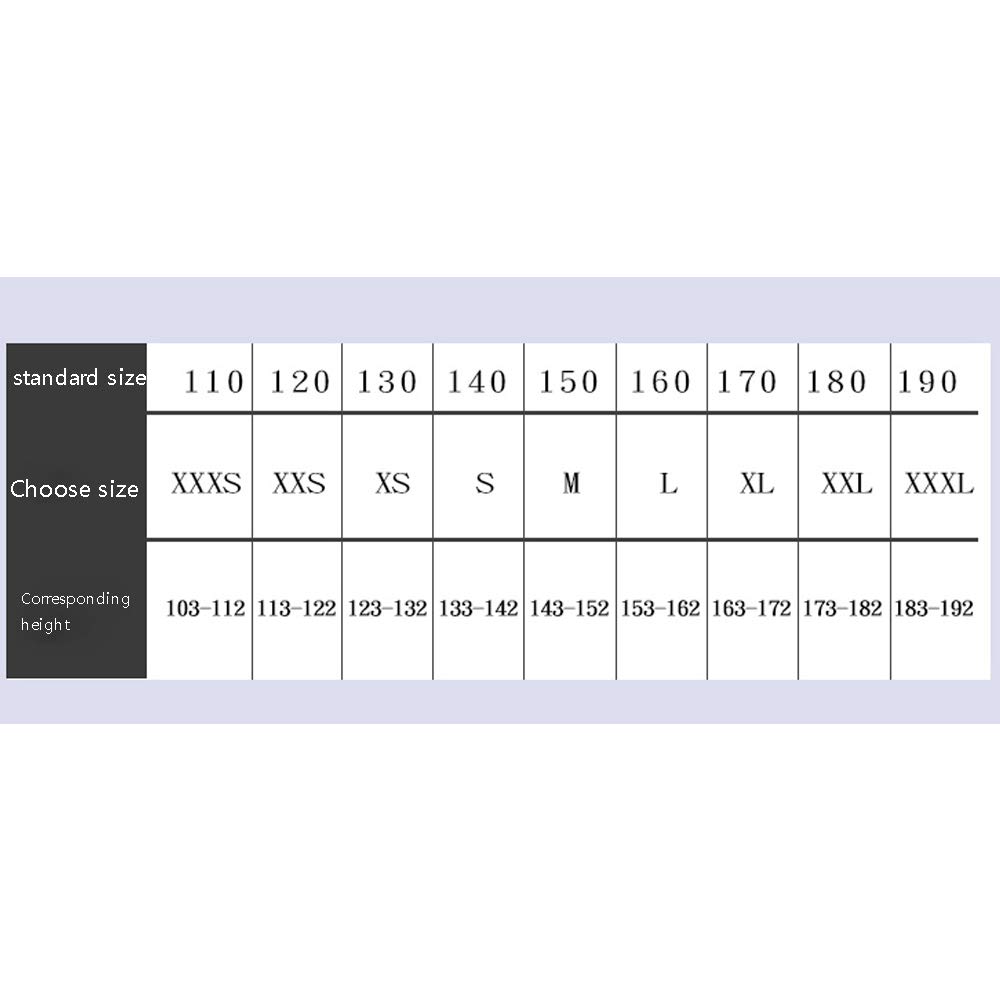 standard size 110 120 130 140 150 160 170 180 190
Choose size XXXS XXS XS S M L XL XXL XXXL
Corresponding
height
103-112 113-122 123-132 133-142 143-152 153-162 163-172 173-182 183-192